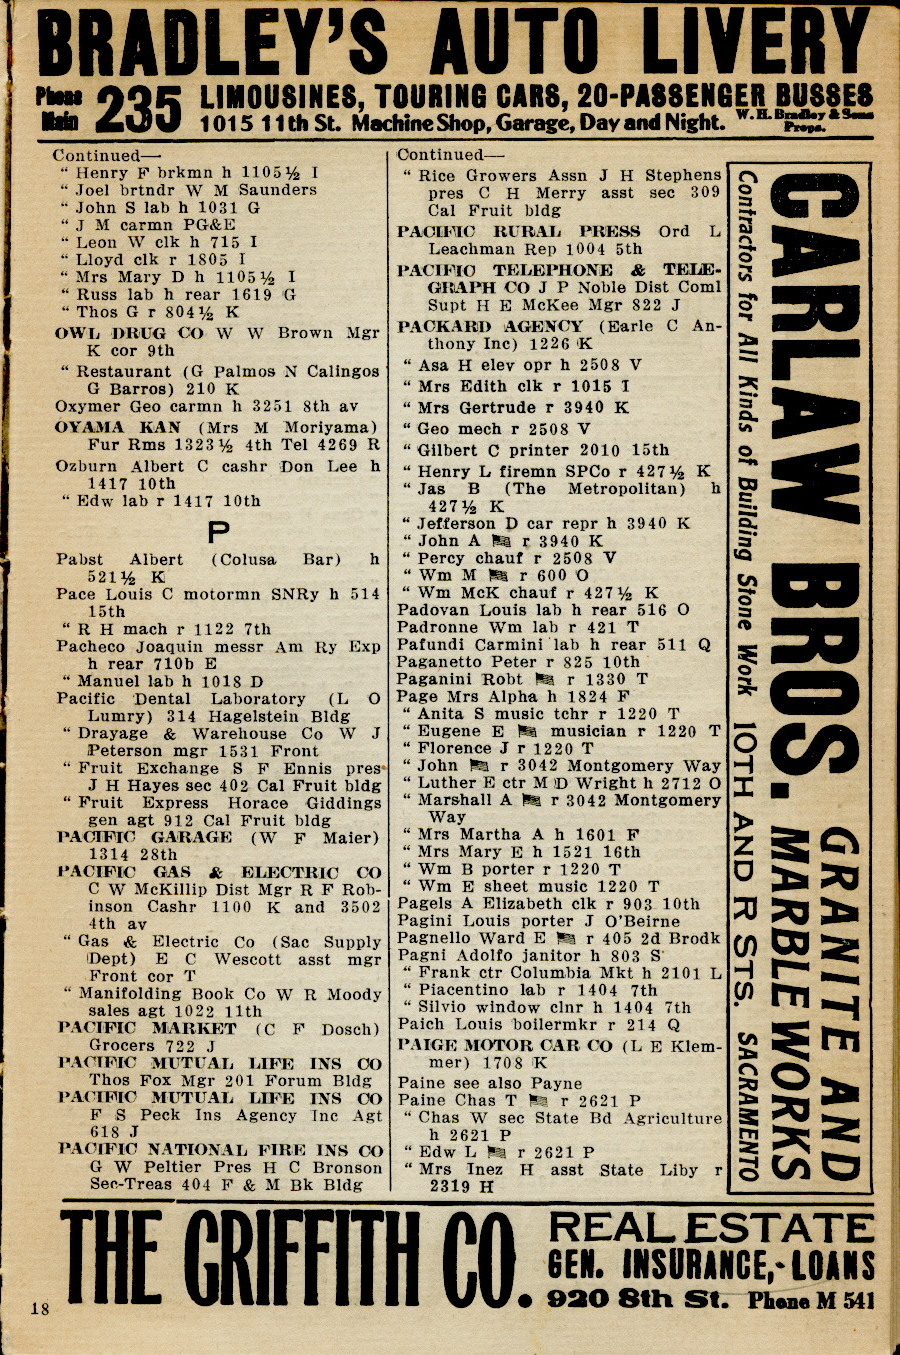 BRADLEY'S AUTO LIVERY
Phone Main 235
LIMOUSINES, TOURING CARS, 20-PASSENGER BUSSES
1015 11th St. Machine Shop, Garage, Day and Night.
W. H. Bradley & Sons
Props.
Continued—
" Henry F brkmn h 1105½ I
" Joel brtndr W M Saunders
" John S lab h 1031 G
" J M carmn PG&E
" Leon W clk h 715 I
" Lloyd clk r 1805 I
" Mrs Mary D h 1105½ I
" Russ lab h rear 1619 G
" Thos G r 804½ K
OWL DRUG CO W W Brown Mgr
K cor 9th
" Restaurant (G Palmos N Calingos
G Barros) 210 K
Oxymer Geo carmn h 3251 8th av
OYAMA KAN (Mrs M Moriyama)
Fur Rms 1323½ 4th Tel 4269 R
Ozburn Albert C cashr Don Lee h
1417 10th
" Edw lab r 1417 10th
P
Pabst Albert (Colusa Bar) h
521½ K
Pace Louis C motormn SNRy h 514
15th
" R H mach r 1122 7th
Pacheco Joaquin messr Am Ry Exp
h rear 710b E
" Manuel lab h 1018 D
Pacific Dental Laboratory (L O
Lumry) 314 Hagelstein Bldg
" Drayage & Warehouse Co W J
Peterson mgr 1531 Front
" Fruit Exchange S F Ennis pres
J H Hayes sec 402 Cal Fruit bldg
" Fruit Express Horace Giddings
gen agt 912 Cal Fruit bldg
PACIFIC GARAGE (W F Maier)
1314 28th
PACIFIC GAS & ELECTRIC CO
C W McKillip Dist Mgr R F Rob-
inson Cashr 1100 K and 3502
4th av
" Gas & Electric Co (Sac Supply
Dept) E C Wescott asst mgr
Front cor T
" Manifolding Book Co W R Moody
sales agt 1022 11th
PACIFIC MARKET (C F Dosch)
Grocers 722 J
PACIFIC MUTUAL LIFE INS CO
Thos Fox Mgr 201 Forum Bldg
PACIFIC MUTUAL LIFE INS CO
F S Peck Ins Agency Inc Agt
618 J
PACIFIC NATIONAL FIRE INS CO
G W Peltier Pres H C Bronson
Sec-Treas 404 F & M Bk Bldg
Continued—
" Rice Growers Assn J H Stephens
pres C H Merry asst sec 309
Cal Fruit bldg
PACIFIC RURAL PRESS Ord L
Leachman Rep 1004 5th
PACIFIC TELEPHONE & TELE-
GRAPH CO J P Noble Dist Coml
Supt H E McKee Mgr 822 J
PACKARD AGENCY (Earle C An-
thony Inc) 1226 K
" Asa H elev opr h 2508 V
" Mrs Edith clk r 1015 I
" Mrs Gertrude r 3940 K
" Geo mech r 2508 V
" Gilbert C printer 2010 15th
" Henry L firemn SPCo r 427½ K
" Jas B (The Metropolitan) h
427½ K
" Jefferson D car repr h 3940 K
" John A r 3940 K
" Percy chauf r 2508 V
" Wm M r 600 O
" Wm McK chauf r 427½ K
Padovan Louis lab h rear 516 O
Padronne Wm lab r 421 T
Pafundi Carmini lab h rear 511 Q
Paganetto Peter r 825 10th
Paganini Robt r 1330 T
Page Mrs Alpha h 1824 F
" Anita S music tchr r 1220 T
" Eugene E musician r 1220 T
" Florence J r 1220 T
" John r 3042 Montgomery Way
" Luther E ctr M D Wright h 2712 O
" Marshall A r 3042 Montgomery
Way
" Mrs Martha A h 1601 F
" Mrs Mary E h 1521 16th
" Wm B porter r 1220 T
" Wm E sheet music 1220 T
Pagels A Elizabeth clk r 903 10th
Pagini Louis porter J O'Beirne
Pagnello Ward E r 405 2d Brodk
Pagni Adolfo janitor h 803 S
" Frank ctr Columbia Mkt h 2101 L
" Piacentino lab r 1404 7th
" Silvio window clnr h 1404 7th
Paich Louis boilermkr r 214 Q
PAIGE MOTOR CAR CO (L E Klem-
mer) 1708 K
Paine see also Payne
Paine Chas T r 2621 P
" Chas W sec State Bd Agriculture
h 2621 P
" Edw L r 2621 P
" Mrs Inez H asst State Liby r
2319 H
CARLAW BROS. GRANITE AND
MARBLE WORKS
Contractors for All Kinds of Building Stone Work 10TH AND R STS. SACRAMENTO
THE GRIFFITH CO.
REAL ESTATE
GEN. INSURANCE,-LOANS
920 8th St. Phone M 541
18